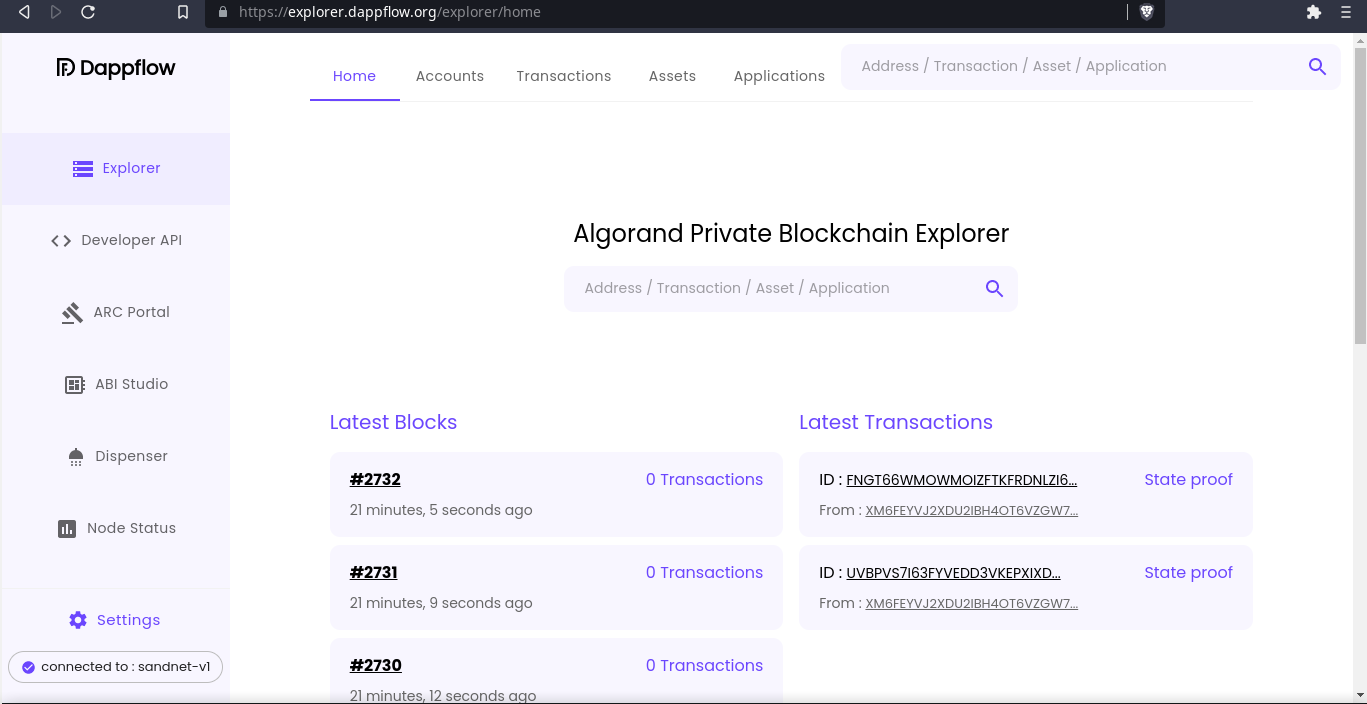 https://explorer.dappflow.org/explorer/home
Dappflow
Explorer
Developer API
ARC Portal
ABI Studio
Dispenser
Node Status
Settings
connected to : sandnet-v1
Home Accounts Transactions Assets Applications
Address / Transaction / Asset / Application
Algorand Private Blockchain Explorer
Address / Transaction / Asset / Application
Latest Blocks
#2732 0 Transactions
21 minutes, 5 seconds ago
#2731 0 Transactions
21 minutes, 9 seconds ago
#2730 0 Transactions
21 minutes, 12 seconds ago
Latest Transactions
ID : FNGT66WMOWMOIZFTKFRDNLZI6... State proof
From : XM6FEYVJ2XDU2IBH4OT6VZGW7...
ID : UVBPVS7I63FYVEDD3VKEPXIXD... State proof
From : XM6FEYVJ2XDU2IBH4OT6VZGW7...